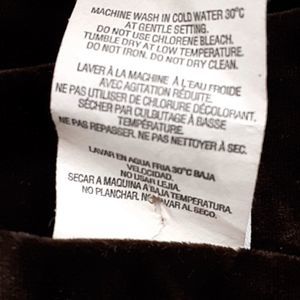 MACHINE WASH IN COLD WATER 30°C
AT GENTLE SETTING.
DO NOT USE CHLORENE BLEACH.
TUMBLE DRY AT LOW TEMPERATURE.
DO NOT IRON. DO NOT DRY CLEAN.
LAVER À LA MACHINE À L'EAU FROIDE
AVEC AGITATION RÉDUITE.
NE PAS UTILISER DE CHLORURE DÉCOLORANT.
SÉCHER PAR CULBUTAGE À BASSE
TEMPÉRATURE.
NE PAS REPASSER. NE PAS NETTOYER À SEC.
LAVAR EN AGUA FRIA 30°C BAJA
VELOCIDAD.
NO USAR LEJIA.
SECAR A MAQUINA A BAJA TEMPERATURA.
NO PLANCHAR. NO LAVAR AL SECO.